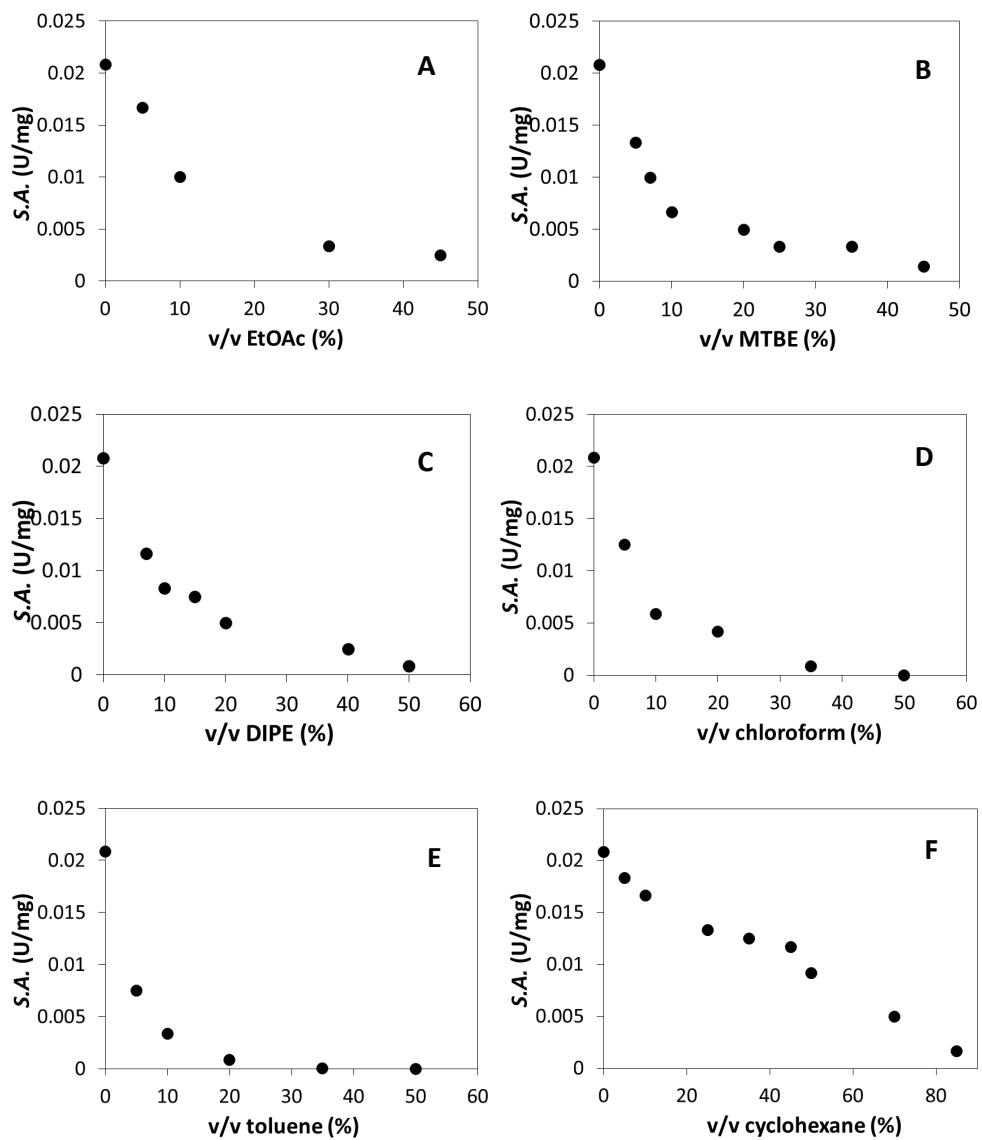 A
S.A. (U/mg)
0.025
0.02
0.015
0.01
0.005
0
0 10 20 30 40 50
v/v EtOAc (%)
B
S.A. (U/mg)
0.025
0.02
0.015
0.01
0.005
0
0 10 20 30 40 50
v/v MTBE (%)
C
S.A. (U/mg)
0.025
0.02
0.015
0.01
0.005
0
0 10 20 30 40 50 60
v/v DIPE (%)
D
S.A. (U/mg)
0.025
0.02
0.015
0.01
0.005
0
0 10 20 30 40 50 60
v/v chloroform (%)
E
S.A. (U/mg)
0.025
0.02
0.015
0.01
0.005
0
0 10 20 30 40 50 60
v/v toluene (%)
F
S.A. (U/mg)
0.025
0.02
0.015
0.01
0.005
0
0 20 40 60 80
v/v cyclohexane (%)